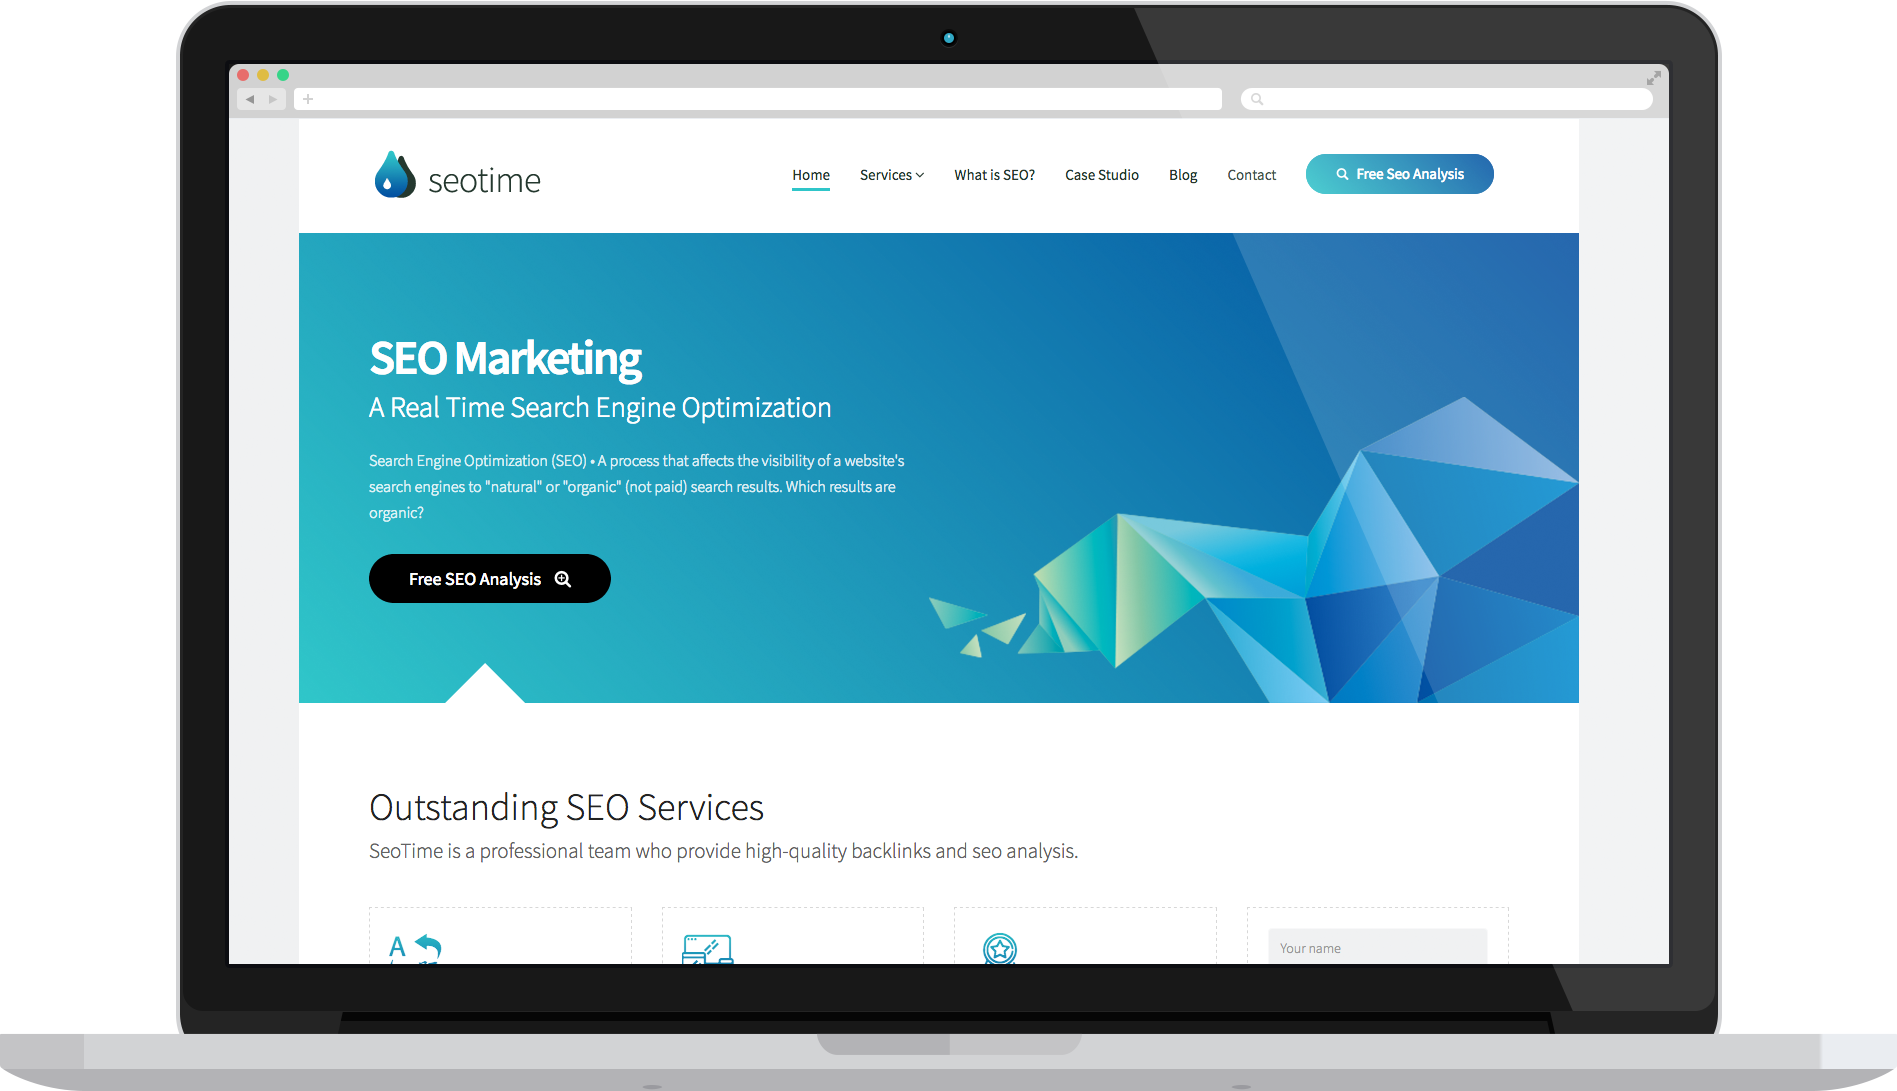 seotime
Home
Services
What is SEO?
Case Studio
Blog
Contact
Free Seo Analysis
SEO Marketing
A Real Time Search Engine Optimization
Search Engine Optimization (SEO) • A process that affects the visibility of a website's
search engines to "natural" or "organic" (not paid) search results. Which results are
organic?
Free SEO Analysis
Outstanding SEO Services
SeoTime is a professional team who provide high-quality backlinks and seo analysis.
A
Your name